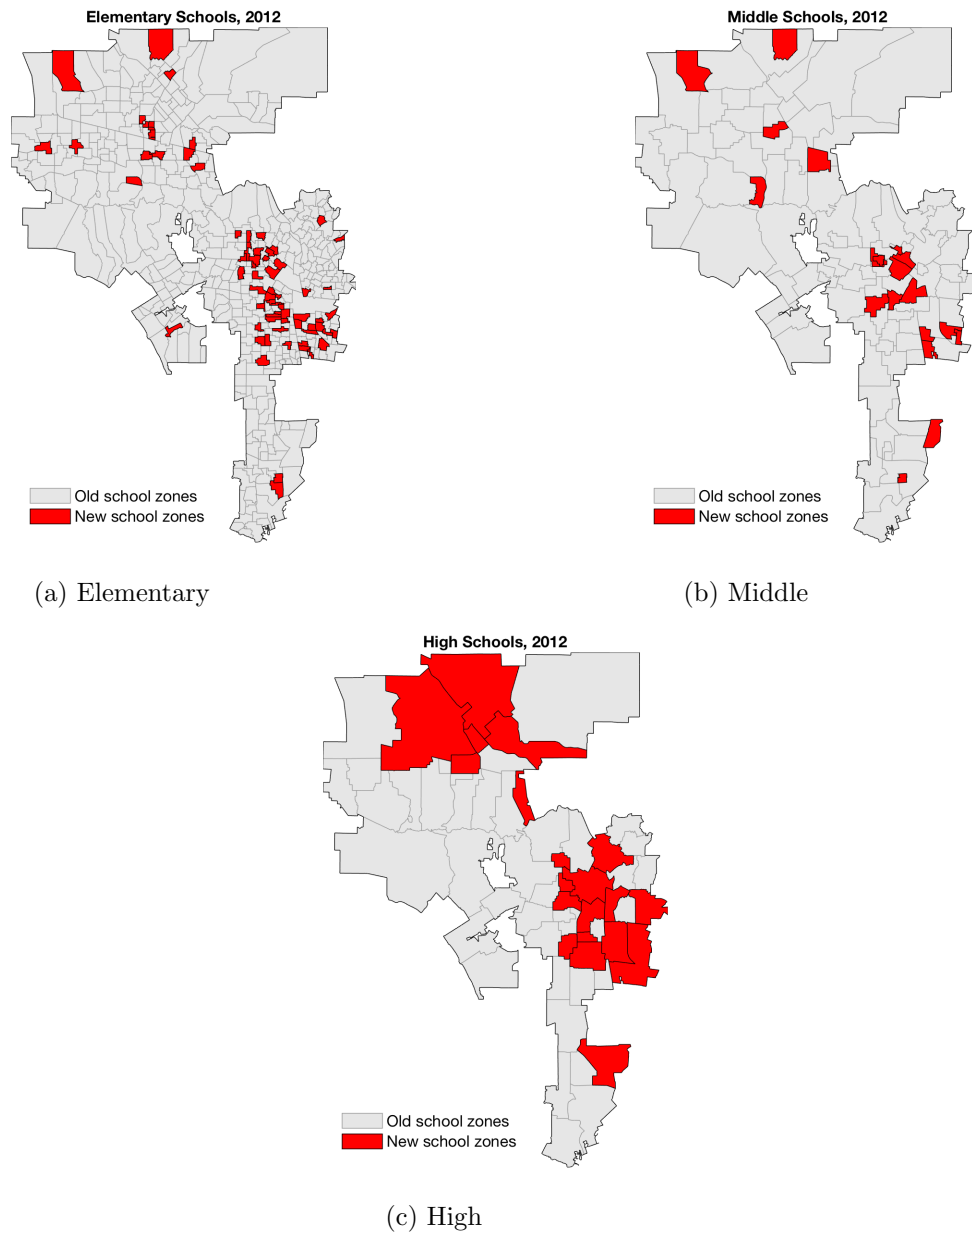 Elementary Schools, 2012
Old school zones
New school zones
(a) Elementary
Middle Schools, 2012
Old school zones
New school zones
(b) Middle
High Schools, 2012
Old school zones
New school zones
(c) High